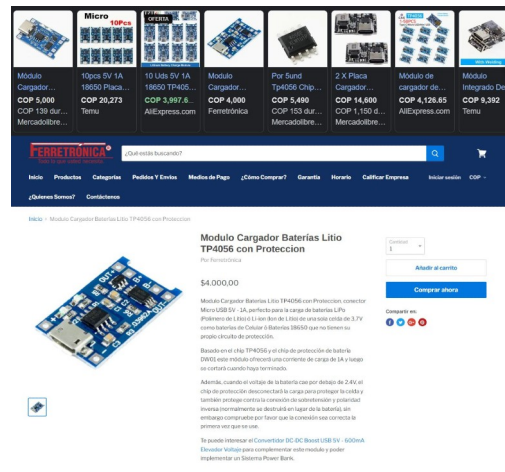 Micro
10Pcs
OFERTA
TP4056
Módulo
Cargador...
COP 5,000
COP 139 dur...
Mercadolibre...
10pcs 5V 1A
18650 Placa...
COP 20,273
Temu
10 Uds 5V 1A
18650 TP405...
COP 3,997.6...
AliExpress.com
Modulo
Cargador...
COP 4,000
Ferretrónica
Por 5und
Tp4056 Chip...
COP 5,490
COP 153 dur...
Mercadolibre...
2 X Placa
Cargador...
COP 14,600
COP 1,150 d...
Mercadolibre...
Módulo de
cargador de...
COP 4,126.65
AliExpress.com
Módulo
Integrado De
COP 9,392
Temu
FERRETRÓNICA
¿Qué estás buscando?
Inicio Productos Categorías Pedidos Y Envíos Medios de Pago ¿Cómo Comprar? Garantía Horario Calificar Empresa Iniciar sesión COP
¿Quienes Somos? Contáctenos
Inicio › Modulo Cargador Baterías Litio TP4056 con Proteccion
Modulo Cargador Baterías Litio
TP4056 con Proteccion
Por Ferretrónica
$4.000,00
Modulo Cargador Baterías Litio TP4056 con Proteccion, conector
Micro USB 5V - 1A, perfecto para la carga de baterías LiPo
(Polímero de Litio) ó Li-Ion (Ion de Litio) de una sola celda de 3.7V
como baterías de Celular ó Baterías 18650 que no tienen su
propio circuito de protección.
Basado en el chip TP4056 y el chip de protección de batería
DW01 este módulo ofrecerá una corriente de carga de 1A y luego
se cortará cuando haya terminado.
Además, cuando el voltaje de la batería cae por debajo de 2.4V, el
chip de protección desconectará la carga para proteger la celda y
también protege contra la conexión de sobretensión y polaridad
inversa (normalmente se destruirá en lugar de la batería), sin
embargo compruebe por favor que la conexión sea correcta la
primera vez que se use.
Te puede interesar el Convertidor DC-DC Boost USB 5V - 600mA
Elevador Voltaje para complementar este modulo y poder
implementar un Sistema Power Bank.
Cantidad
1
Añadir al carrito
Comprar ahora
Compartir en: